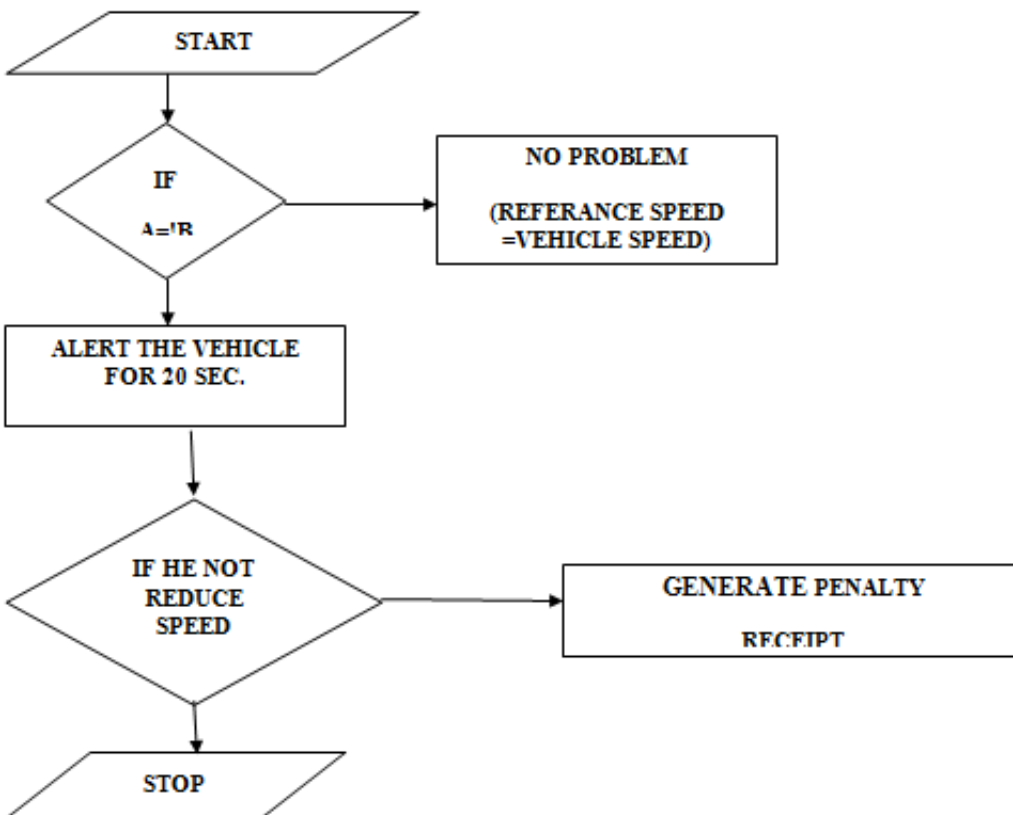 START
IF
A=!B
NO PROBLEM
(REFERANCE SPEED
=VEHICLE SPEED)
ALERT THE VEHICLE
FOR 20 SEC.
IF HE NOT
REDUCE
SPEED
GENERATE PENALTY
RECEIPT
STOP